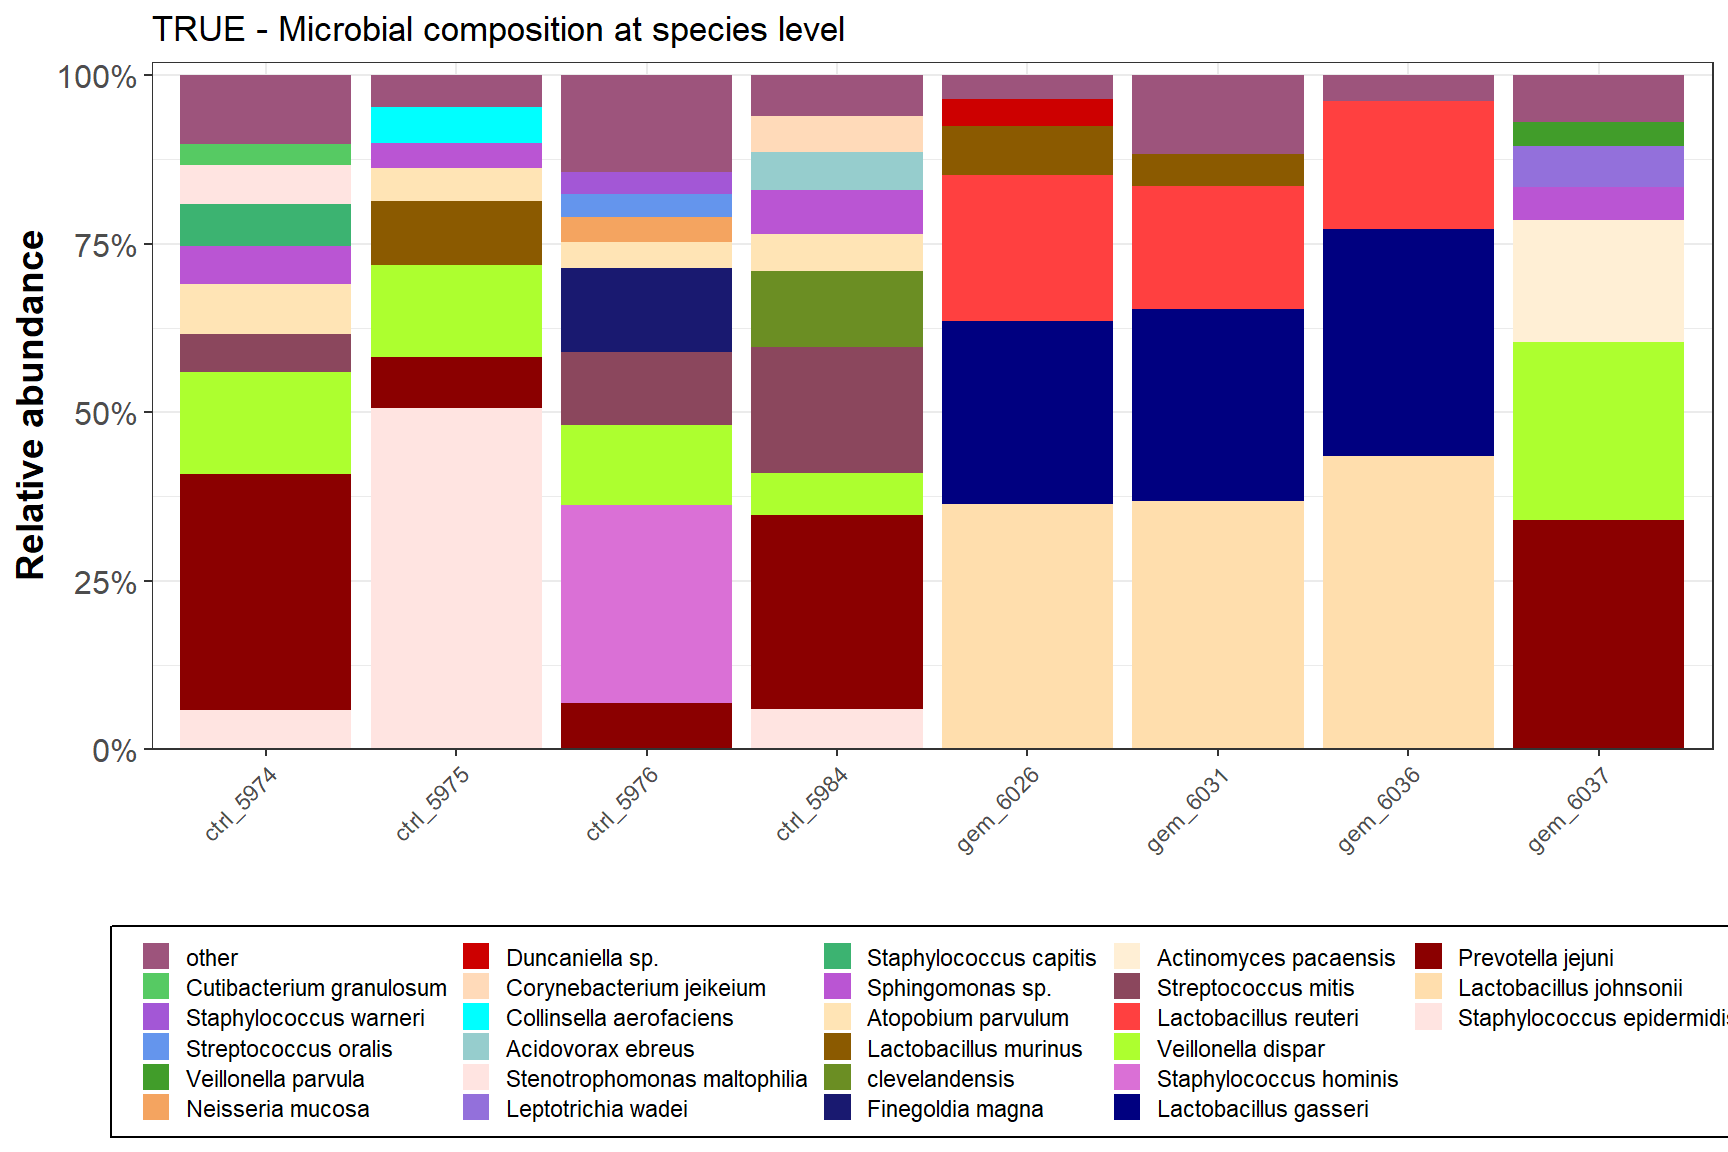 TRUE - Microbial composition at species level
100%
75%
50%
25%
0%
Relative abundance
ctrl_5974
ctrl_5975
ctrl_5976
ctrl_5984
gem_6026
gem_6031
gem_6036
gem_6037
other
Cutibacterium granulosum
Staphylococcus warneri
Streptococcus oralis
Veillonella parvula
Neisseria mucosa
Duncaniella sp.
Corynebacterium jeikeium
Collinsella aerofaciens
Acidovorax ebreus
Stenotrophomonas maltophilia
Leptotrichia wadei
Staphylococcus capitis
Sphingomonas sp.
Atopobium parvulum
Lactobacillus murinus
clevelandensis
Finegoldia magna
Actinomyces pacaensis
Streptococcus mitis
Lactobacillus reuteri
Veillonella dispar
Staphylococcus hominis
Lactobacillus gasseri
Prevotella jejuni
Lactobacillus johnsonii
Staphylococcus epidermidis